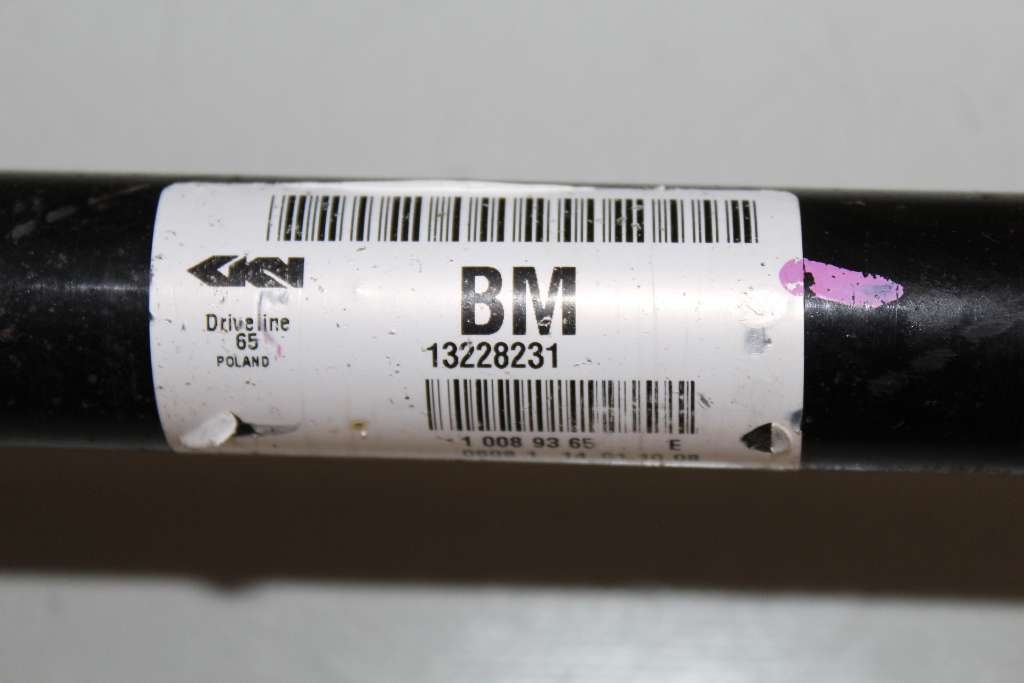 GKN
BM
Driveline
65
POLAND
13228231
1 008 93 65 E